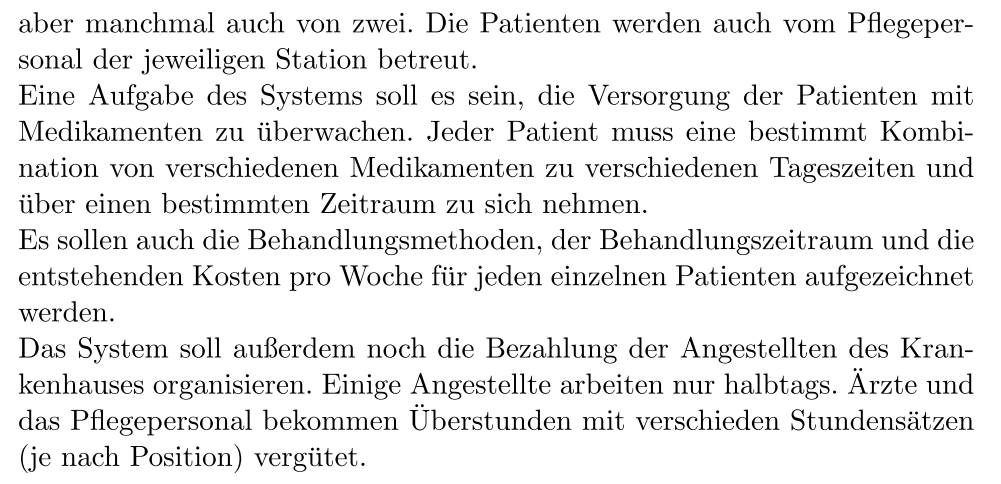 aber manchmal auch von zwei. Die Patienten werden auch vom Pflegeper-
sonal der jeweiligen Station betreut.
Eine Aufgabe des Systems soll es sein, die Versorgung der Patienten mit
Medikamenten zu überwachen. Jeder Patient muss eine bestimmt Kombi-
nation von verschiedenen Medikamenten zu verschiedenen Tageszeiten und
über einen bestimmten Zeitraum zu sich nehmen.
Es sollen auch die Behandlungsmethoden, der Behandlungszeitraum und die
entstehenden Kosten pro Woche für jeden einzelnen Patienten aufgezeichnet
werden.
Das System soll außerdem noch die Bezahlung der Angestellten des Kran-
kenhauses organisieren. Einige Angestellte arbeiten nur halbtags. Ärzte und
das Pflegepersonal bekommen Überstunden mit verschieden Stundensätzen
(je nach Position) vergütet.